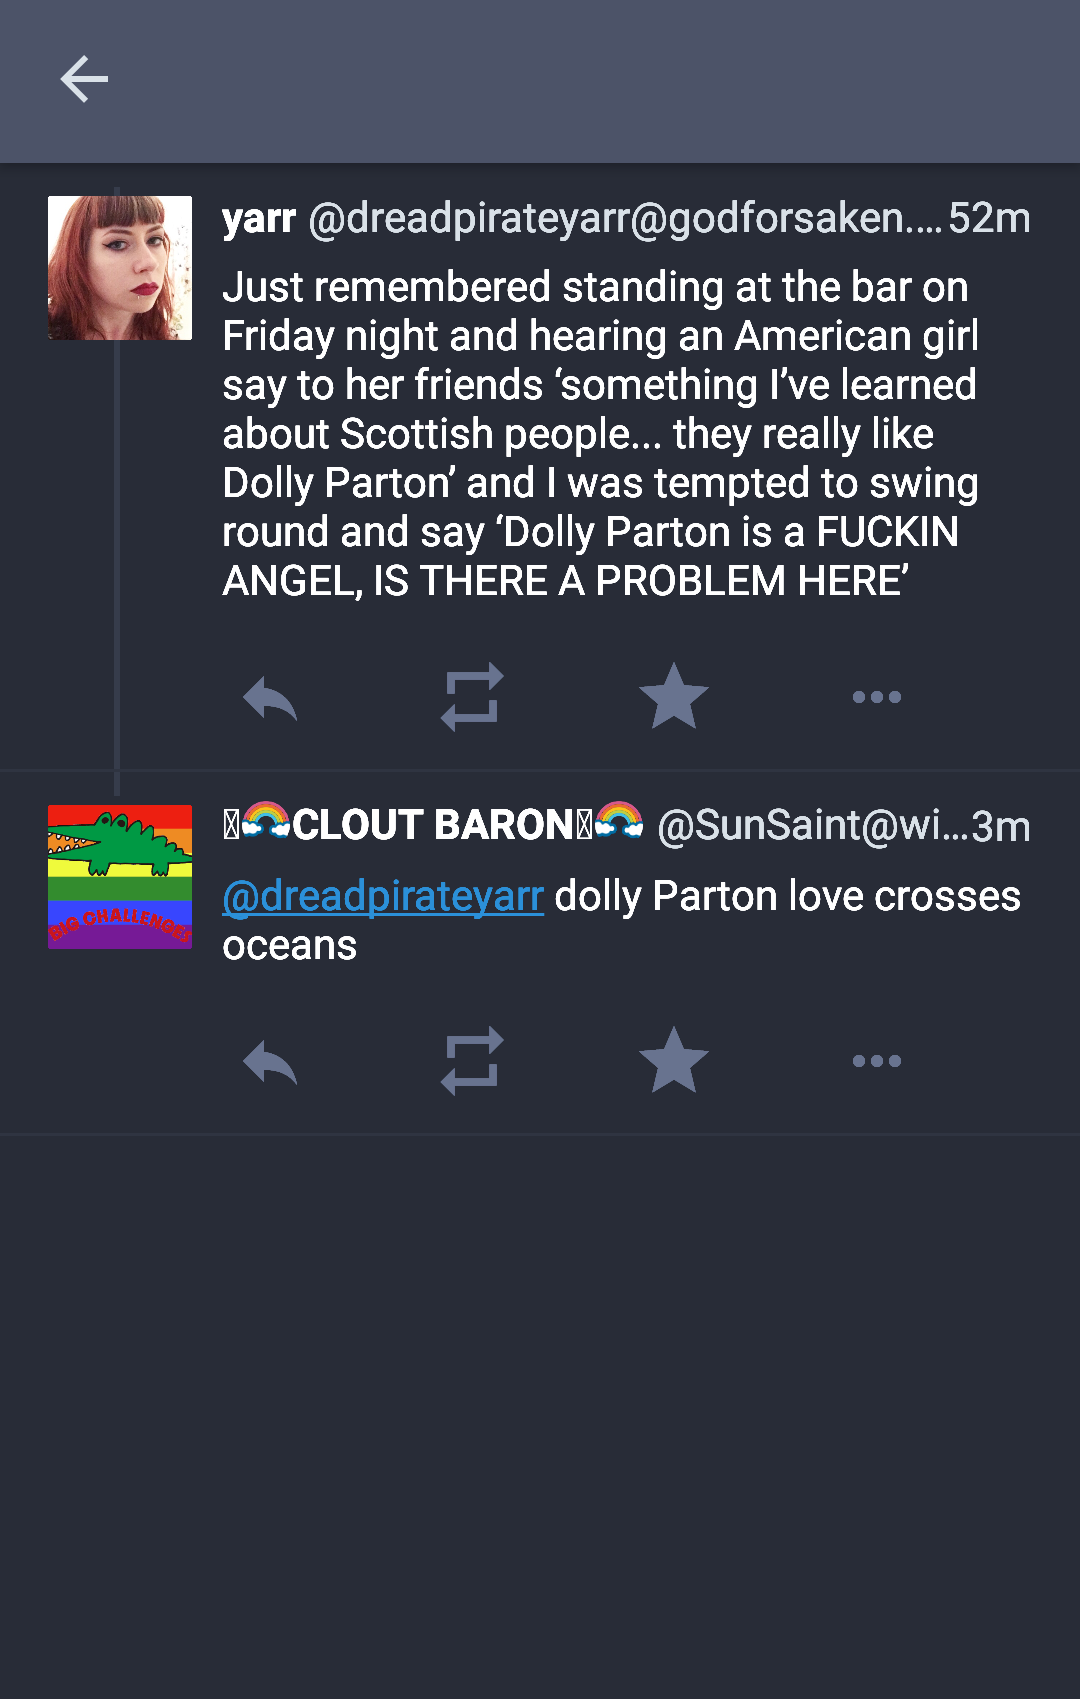 yarr @dreadpirateyarr@godforsaken.... 52m
Just remembered standing at the bar on
Friday night and hearing an American girl
say to her friends ‘something I’ve learned
about Scottish people... they really like
Dolly Parton’ and I was tempted to swing
round and say ‘Dolly Parton is a FUCKIN
ANGEL, IS THERE A PROBLEM HERE’
🌈CLOUT BARON🌈 @SunSaint@wi... 3m
@dreadpirateyarr dolly Parton love crosses
oceans
BIG CHALLENGES